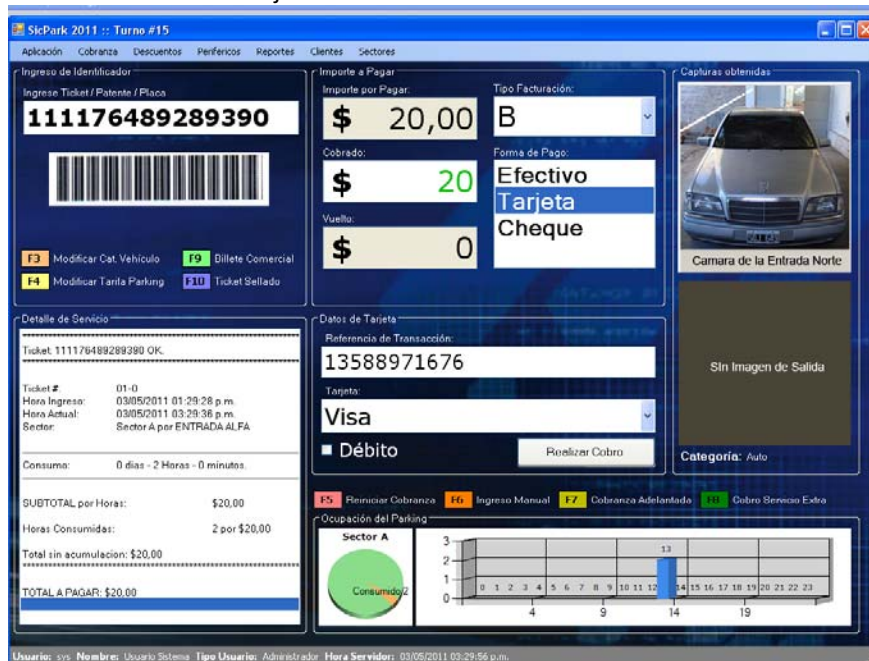 SicPark 2011 :: Turno #15
Aplicación Cobranza Descuentos Perifericos Reportes Clientes Sectores
Ingreso de Identificador
Ingrese Ticket / Patente / Placa
111176489289390
F3 Modificar Cat. Vehículo F9 Billete Comercial
F4 Modificar Tarifa Parking F10 Ticket Sellado
Importe a Pagar
Importe por Pagar:
$ 20,00
Cobrado:
$ 20
Vuelto:
$ 0
Tipo Facturación:
B
Forma de Pago:
Efectivo
Tarjeta
Cheque
Capturas obtenidas
Camara de la Entrada Norte
Sin Imagen de Salida
Categoría: Auto
Detalle de Servicio
Ticket: 111176489289390 OK.
Ticket #: 01-0
Hora Ingreso: 03/05/2011 01:29:28 p.m.
Hora Actual: 03/05/2011 03:29:36 p.m.
Sector: Sector A por ENTRADA ALFA
Consumo: 0 dias - 2 Horas - 0 minutos.
SUBTOTAL por Horas: $20,00
Horas Consumidas: 2 por $20,00
Total sin acumulacion: $20,00
TOTAL A PAGAR: $20,00
Datos de Tarjeta
Referencia de Transacción:
13588971676
Tarjeta:
Visa
Débito
Realizar Cobro
F5 Reiniciar Cobranza F6 Ingreso Manual F7 Cobranza Adelantada F8 Cobro Servicio Extra
Ocupación del Parking
Sector A
Consumido/2
3
2
1
0
13
0 1 2 3 4 5 6 7 8 9 10 11 12 14 15 16 17 18 19 20 21 22 23
4 9 14 19
Usuario: sys Nombre: Usuario Sistema Tipo Usuario: Administrador Hora Servidor: 03/05/2011 03:29:56 p.m.